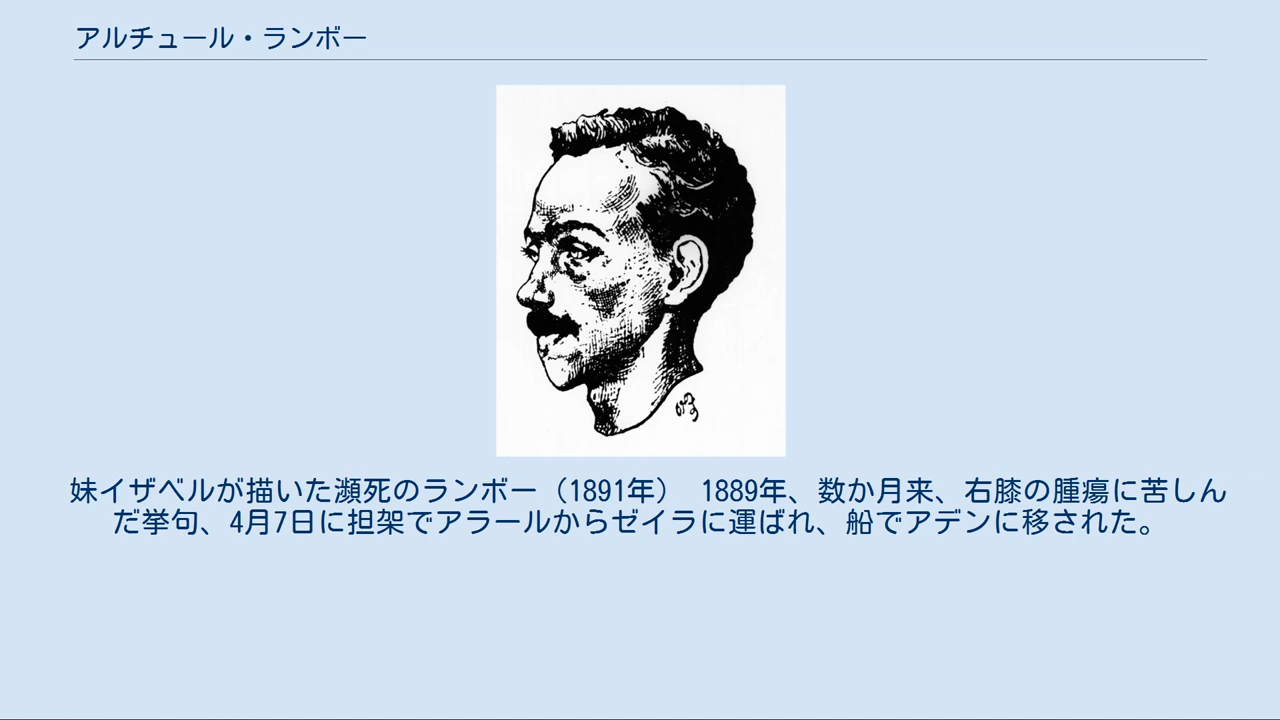 アルチュール・ランボー
妹イザベルが描いた瀕死のランボー（1891年）　1889年、数か月来、右膝の腫瘍に苦しん
だ挙句、4月7日に担架でアラールからゼイラに運ばれ、船でアデンに移された。